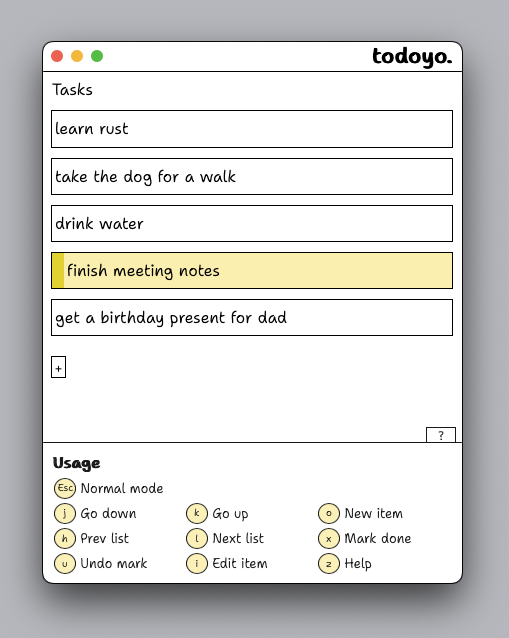 todoyo.
Tasks
learn rust
take the dog for a walk
drink water
finish meeting notes
get a birthday present for dad
+
?
Usage
Esc Normal mode
j Go down k Go up o New item
h Prev list l Next list x Mark done
u Undo mark i Edit item z Help